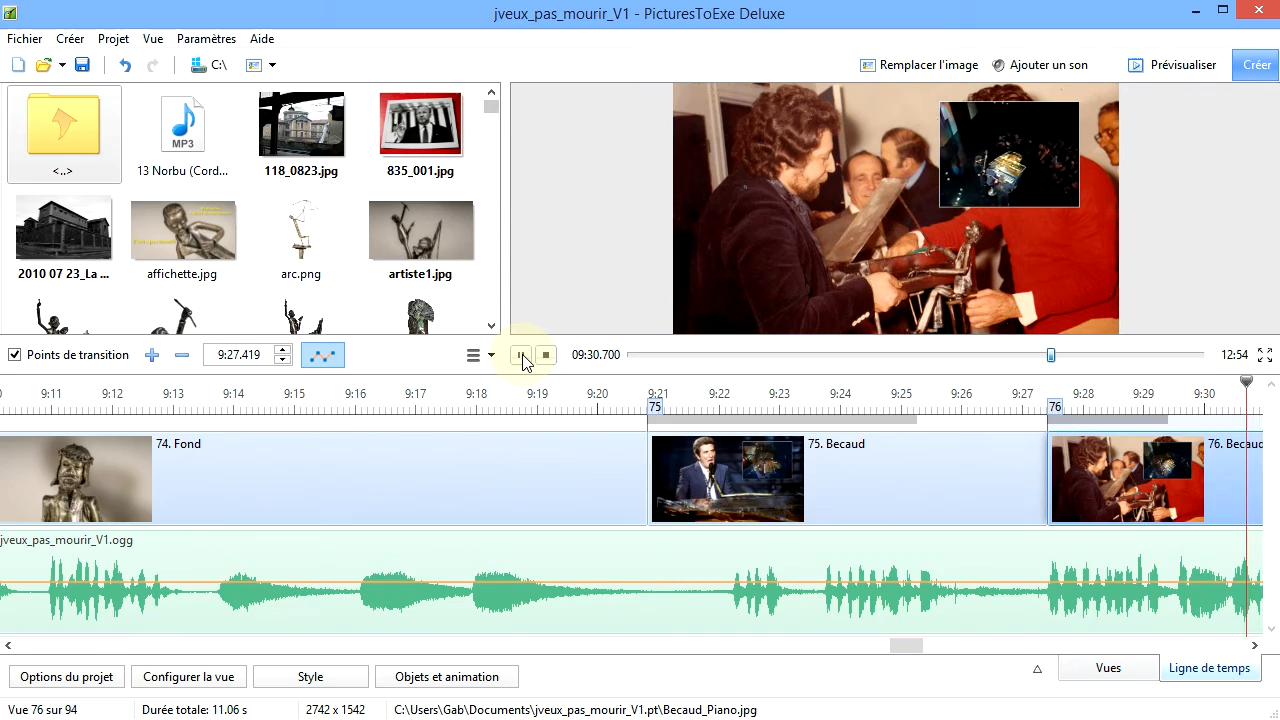 jveux_pas_mourir_V1 - PicturesToExe Deluxe
Fichier Créer Projet Vue Paramètres Aide
C:\ Remplacer l'image Ajouter un son Prévisualiser Créer
MP3
<..> 13 Norbu (Cord... 118_0823.jpg 835_001.jpg
2010 07 23_La ... affichette.jpg arc.png artiste1.jpg
Points de transition 9:27.419 09:30.700 12:54
9:11 9:12 9:13 9:14 9:15 9:16 9:17 9:18 9:19 9:20 9:21 9:22 9:23 9:24 9:25 9:26 9:27 9:28 9:29 9:30
75 76
74. Fond 75. Becaud 76. Becaud
jveux_pas_mourir_V1.ogg
Options du projet Configurer la vue Style Objets et animation Vues Ligne de temps
Vue 76 sur 94 Durée totale: 11.06 s 2742 x 1542 C:\Users\Gab\Documents\jveux_pas_mourir_V1.pt\Becaud_Piano.jpg